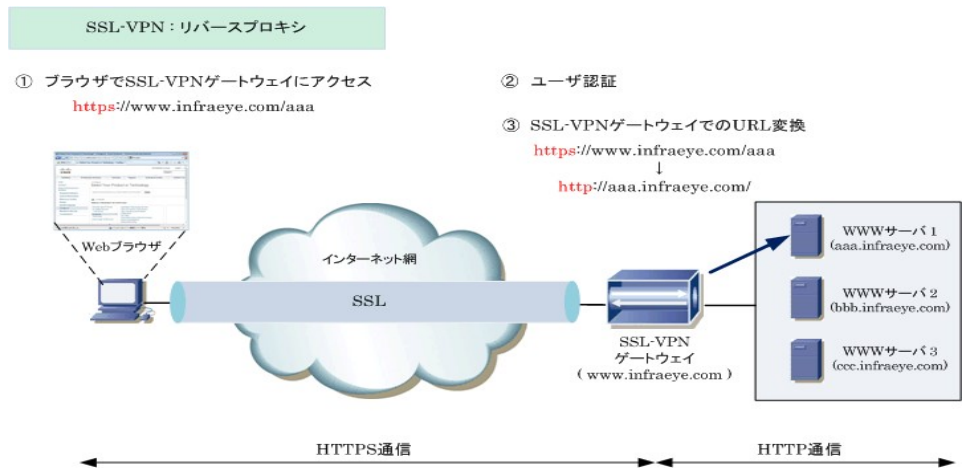 SSL-VPN：リバースプロキシ
① ブラウザでSSL-VPNゲートウェイにアクセス
https://www.infraeye.com/aaa
② ユーザ認証
③ SSL-VPNゲートウェイでのURL変換
https://www.infraeye.com/aaa
↓
http://aaa.infraeye.com/
Webブラウザ
インターネット網
SSL
SSL-VPN
ゲートウェイ
( www.infraeye.com )
WWWサーバ 1
(aaa.infraeye.com)
WWWサーバ 2
(bbb.infraeye.com)
WWWサーバ 3
(ccc.infraeye.com)
HTTPS通信
HTTP通信